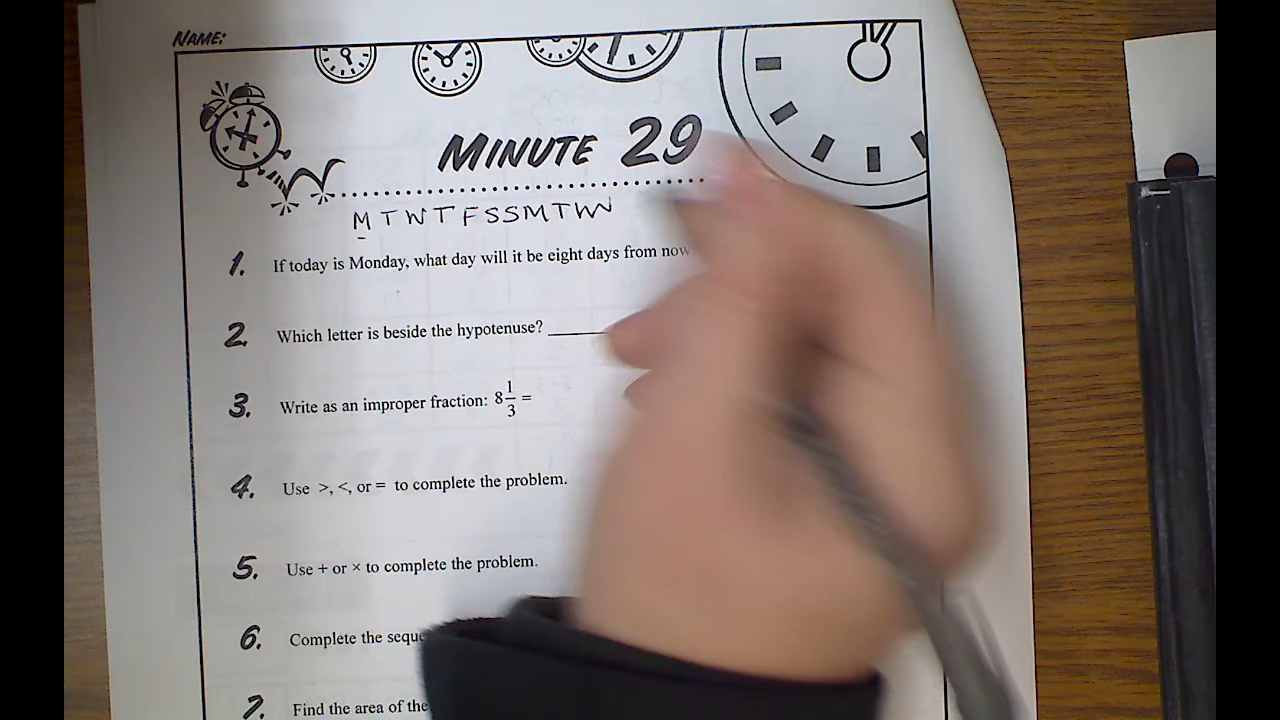 NAME:
MINUTE 29
M T W T F S S M T W
1. If today is Monday, what day will it be eight days from now
2. Which letter is beside the hypotenuse? ______
3. Write as an improper fraction: 8 1/3 =
4. Use >, <, or = to complete the problem.
5. Use + or × to complete the problem.
6. Complete the seque
7. Find the area of the